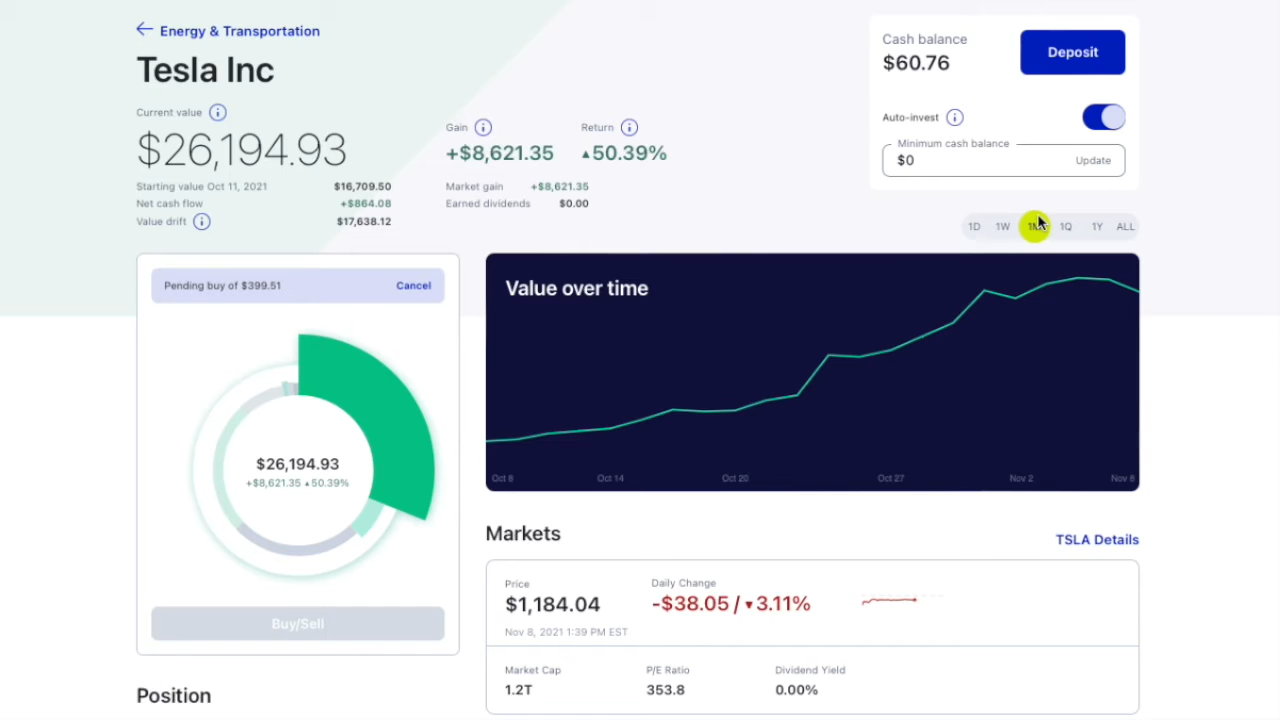 Energy & Transportation
Tesla Inc
Current value
$26,194.93
Starting value Oct 11, 2021 $16,709.50
Net cash flow +$864.08
Value drift $17,638.12
Gain Return
+$8,621.35 ▲50.39%
Market gain +$8,621.35
Earned dividends $0.00
Cash balance
$60.76
Deposit
Auto-invest
Minimum cash balance
$0 Update
1D 1W 1M 1Q 1Y ALL
Pending buy of $399.51 Cancel
$26,194.93
+$8,621.35 ▲50.39%
Buy/Sell
Position
Value over time
Oct 8 Oct 14 Oct 20 Oct 27 Nov 2 Nov 8
Markets TSLA Details
Price Daily Change
$1,184.04 -$38.05 / ▼3.11%
Nov 8, 2021 1:39 PM EST
Market Cap P/E Ratio Dividend Yield
1.2T 353.8 0.00%